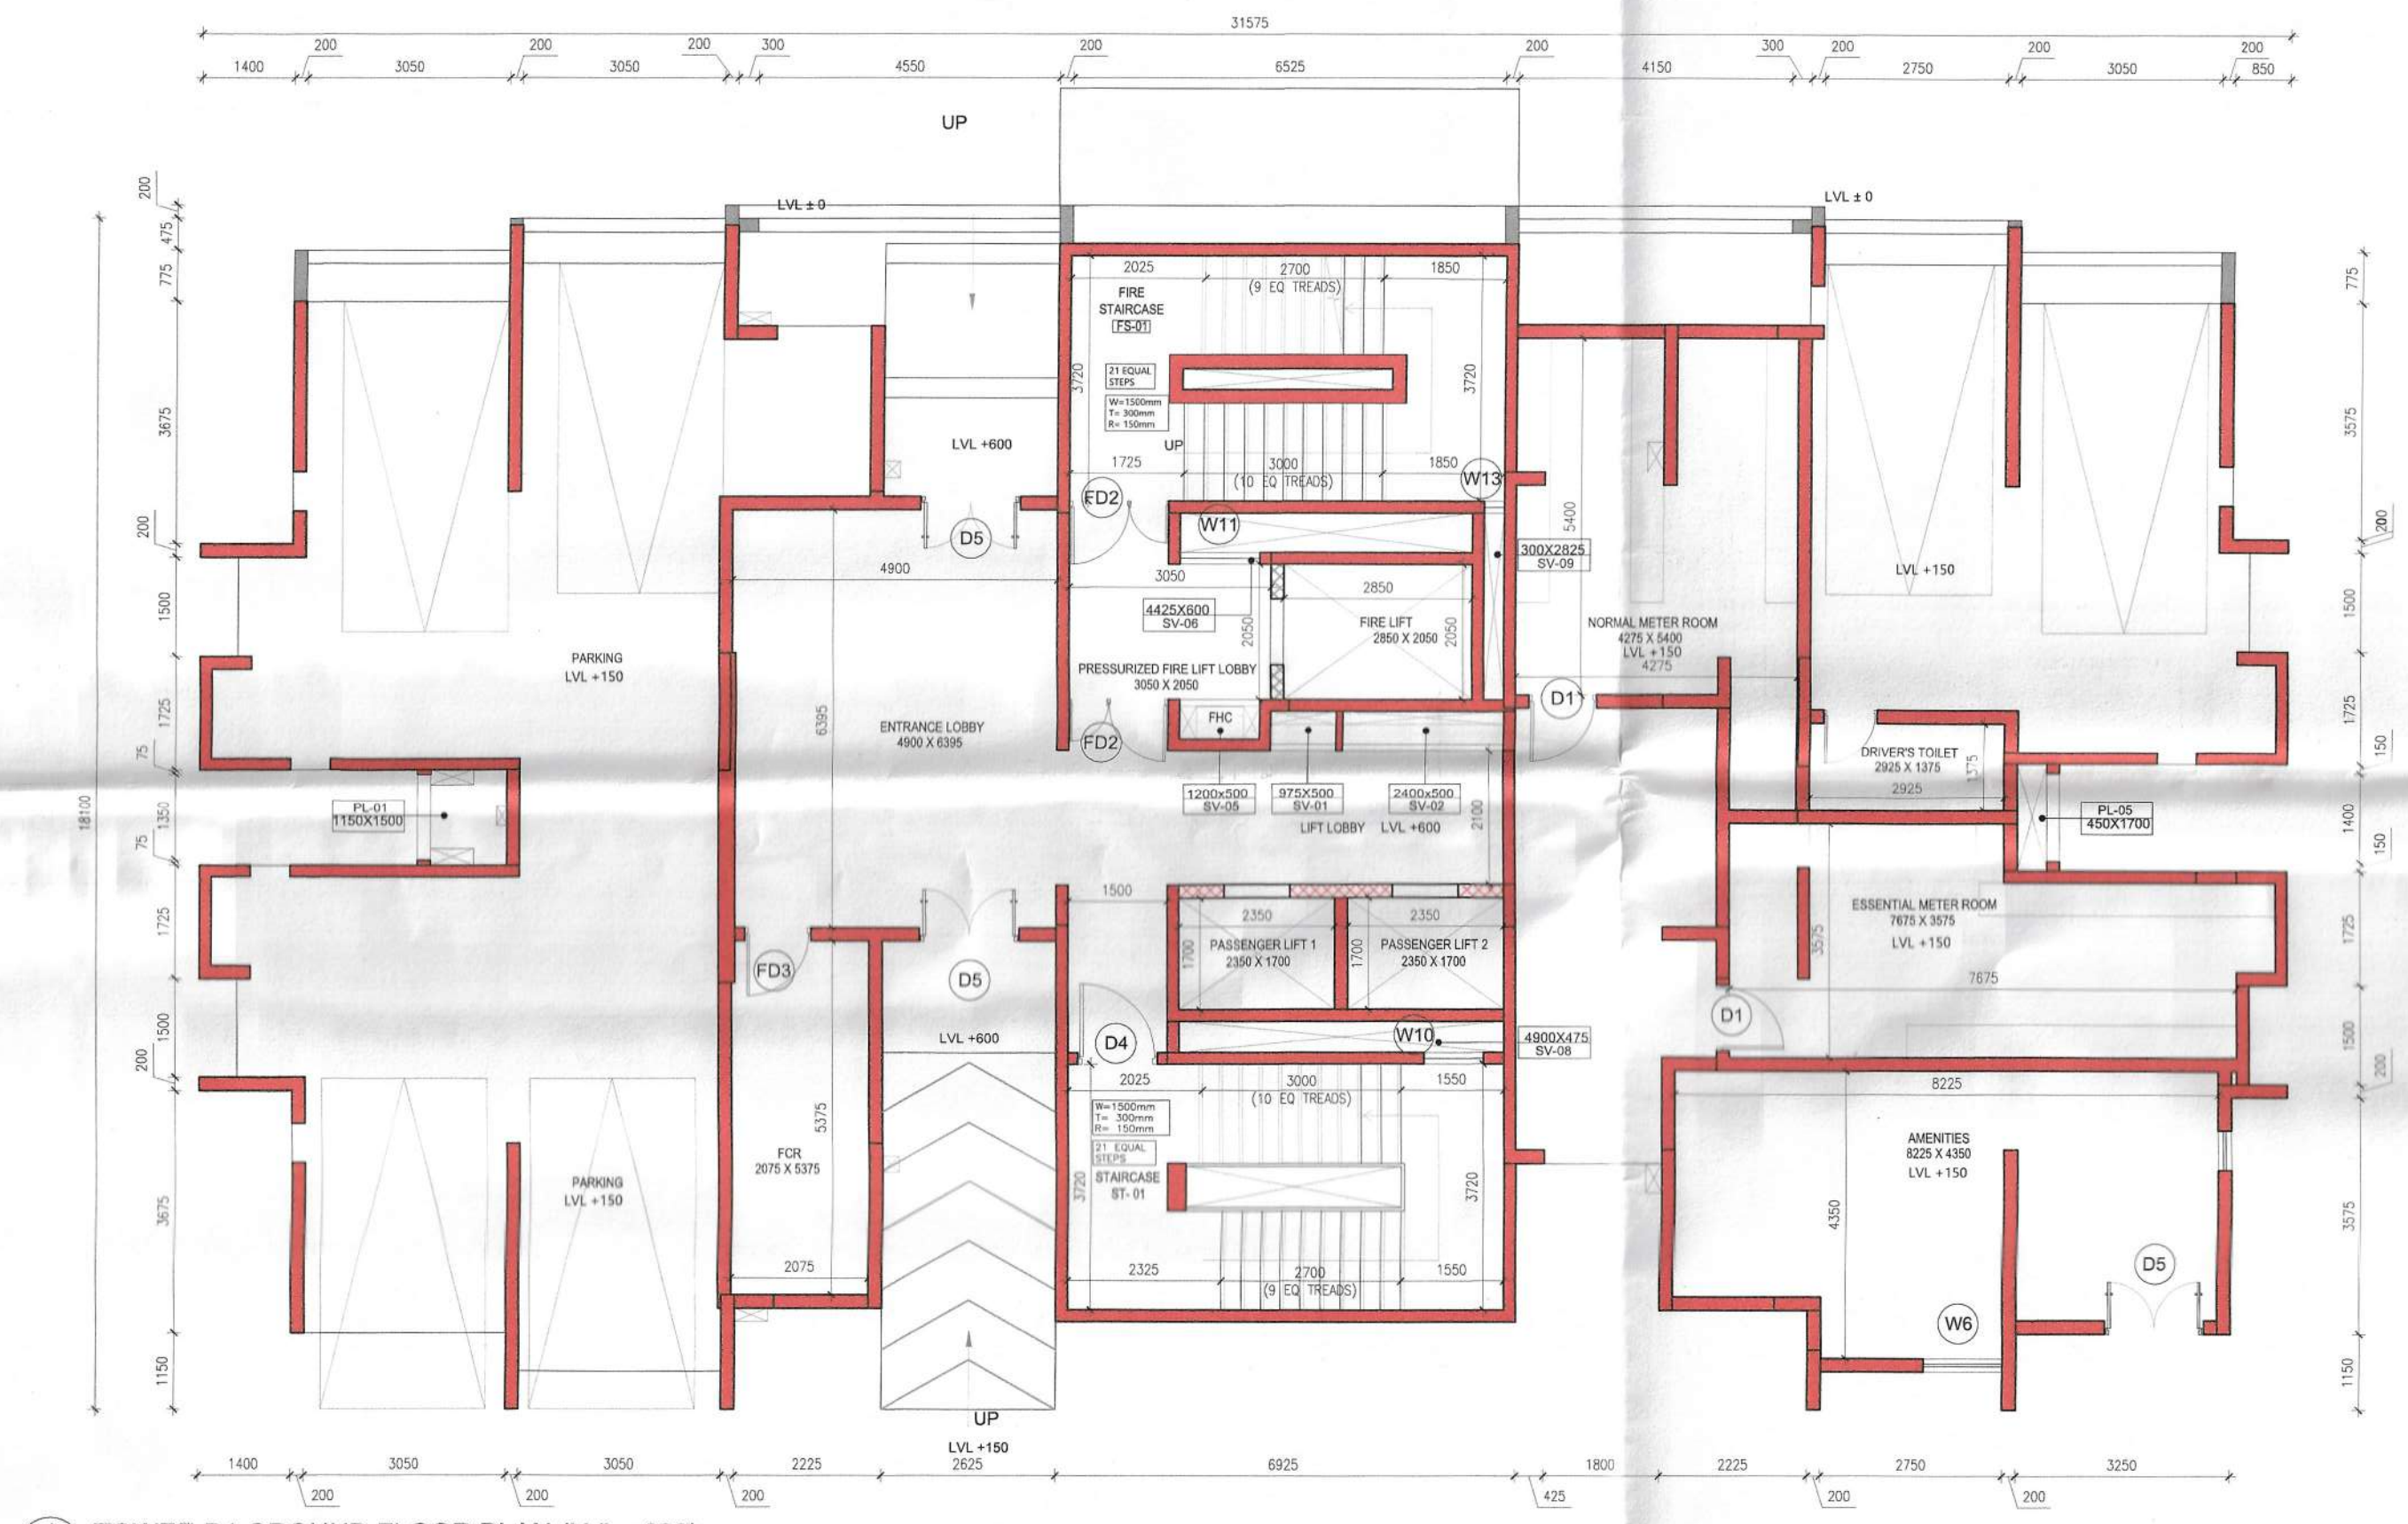 31575
200 200 200 300 200 200 300 200 200 200
1400 3050 3050 4550 6525 4150 2750 3050 850
UP
200
475
775
3675
200
1500
1725
75
1350
75
1725
1500
200
3675
1150
18100
LVL ± 0
LVL ± 0
775
3575
200
1500
1725
150
1400
150
1725
1500
200
3575
1150
2025 2700 1850
(9 EQ TREADS)
FIRE
STAIRCASE
FS-01
3720
3720
21 EQUAL
STEPS
W=1500mm
T= 300mm
R= 150mm
UP
1725 3000 1850
(10 EQ TREADS)
LVL +600
W13
FD2
W11
D5
4900
3050
5400
300X2825
SV-09
2850
4425X600
SV-06
2050
FIRE LIFT
2850 X 2050
2050
LVL +150
NORMAL METER ROOM
4275 X 5400
LVL +150
4275
PARKING
LVL +150
PRESSURIZED FIRE LIFT LOBBY
3050 X 2050
D1
6395
ENTRANCE LOBBY
4900 X 6395
FHC
FD2
DRIVER'S TOILET
2925 X 1375
1375
2925
PL-01
1150X1500
1200x500
SV-05
975X500
SV-01
2400x500
SV-02
2100
LIFT LOBBY LVL +600
PL-05
450X1700
1500
2350
2350
ESSENTIAL METER ROOM
7675 X 3575
LVL +150
3575
7675
1700
PASSENGER LIFT 1
2350 X 1700
1700
PASSENGER LIFT 2
2350 X 1700
FD3
D5
D1
LVL +600
D4
W10
4900X475
SV-08
2025 3000 1550
(10 EQ TREADS)
W=1500mm
T= 300mm
R= 150mm
21 EQUAL
STEPS
STAIRCASE
ST- 01
3720
3720
8225
5375
FCR
2075 X 5375
PARKING
LVL +150
AMENITIES
8225 X 4350
LVL +150
4350
2075
2325 2700 1550
(9 EQ TREADS)
D5
W6
UP
LVL +150
1400 3050 3050 2225 2625 6925 1800 2225 2750 3250
200 200 200 425 200 200